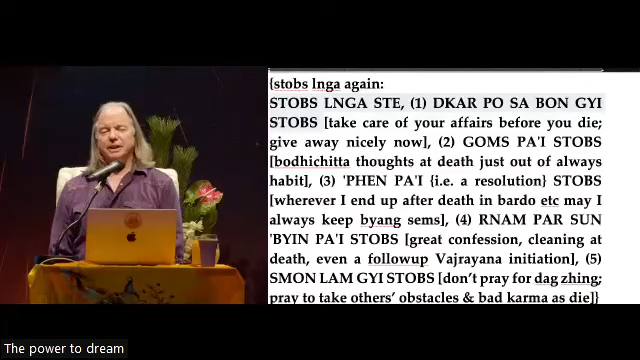 {stobs lnga again:
STOBS LNGA STE, (1) DKAR PO SA BON GYI
STOBS [take care of your affairs before you die;
give away nicely now], (2) GOMS PA'I STOBS
[bodhichitta thoughts at death just out of always
habit], (3) 'PHEN PA'I {i.e. a resolution} STOBS
[wherever I end up after death in bardo etc may I
always keep byang sems], (4) RNAM PAR SUN
'BYIN PA'I STOBS [great confession, cleaning at
death, even a followup Vajrayana initiation], (5)
SMON LAM GYI STOBS [don't pray for dag zhing;
pray to take others' obstacles & bad karma as die]}
The power to dream